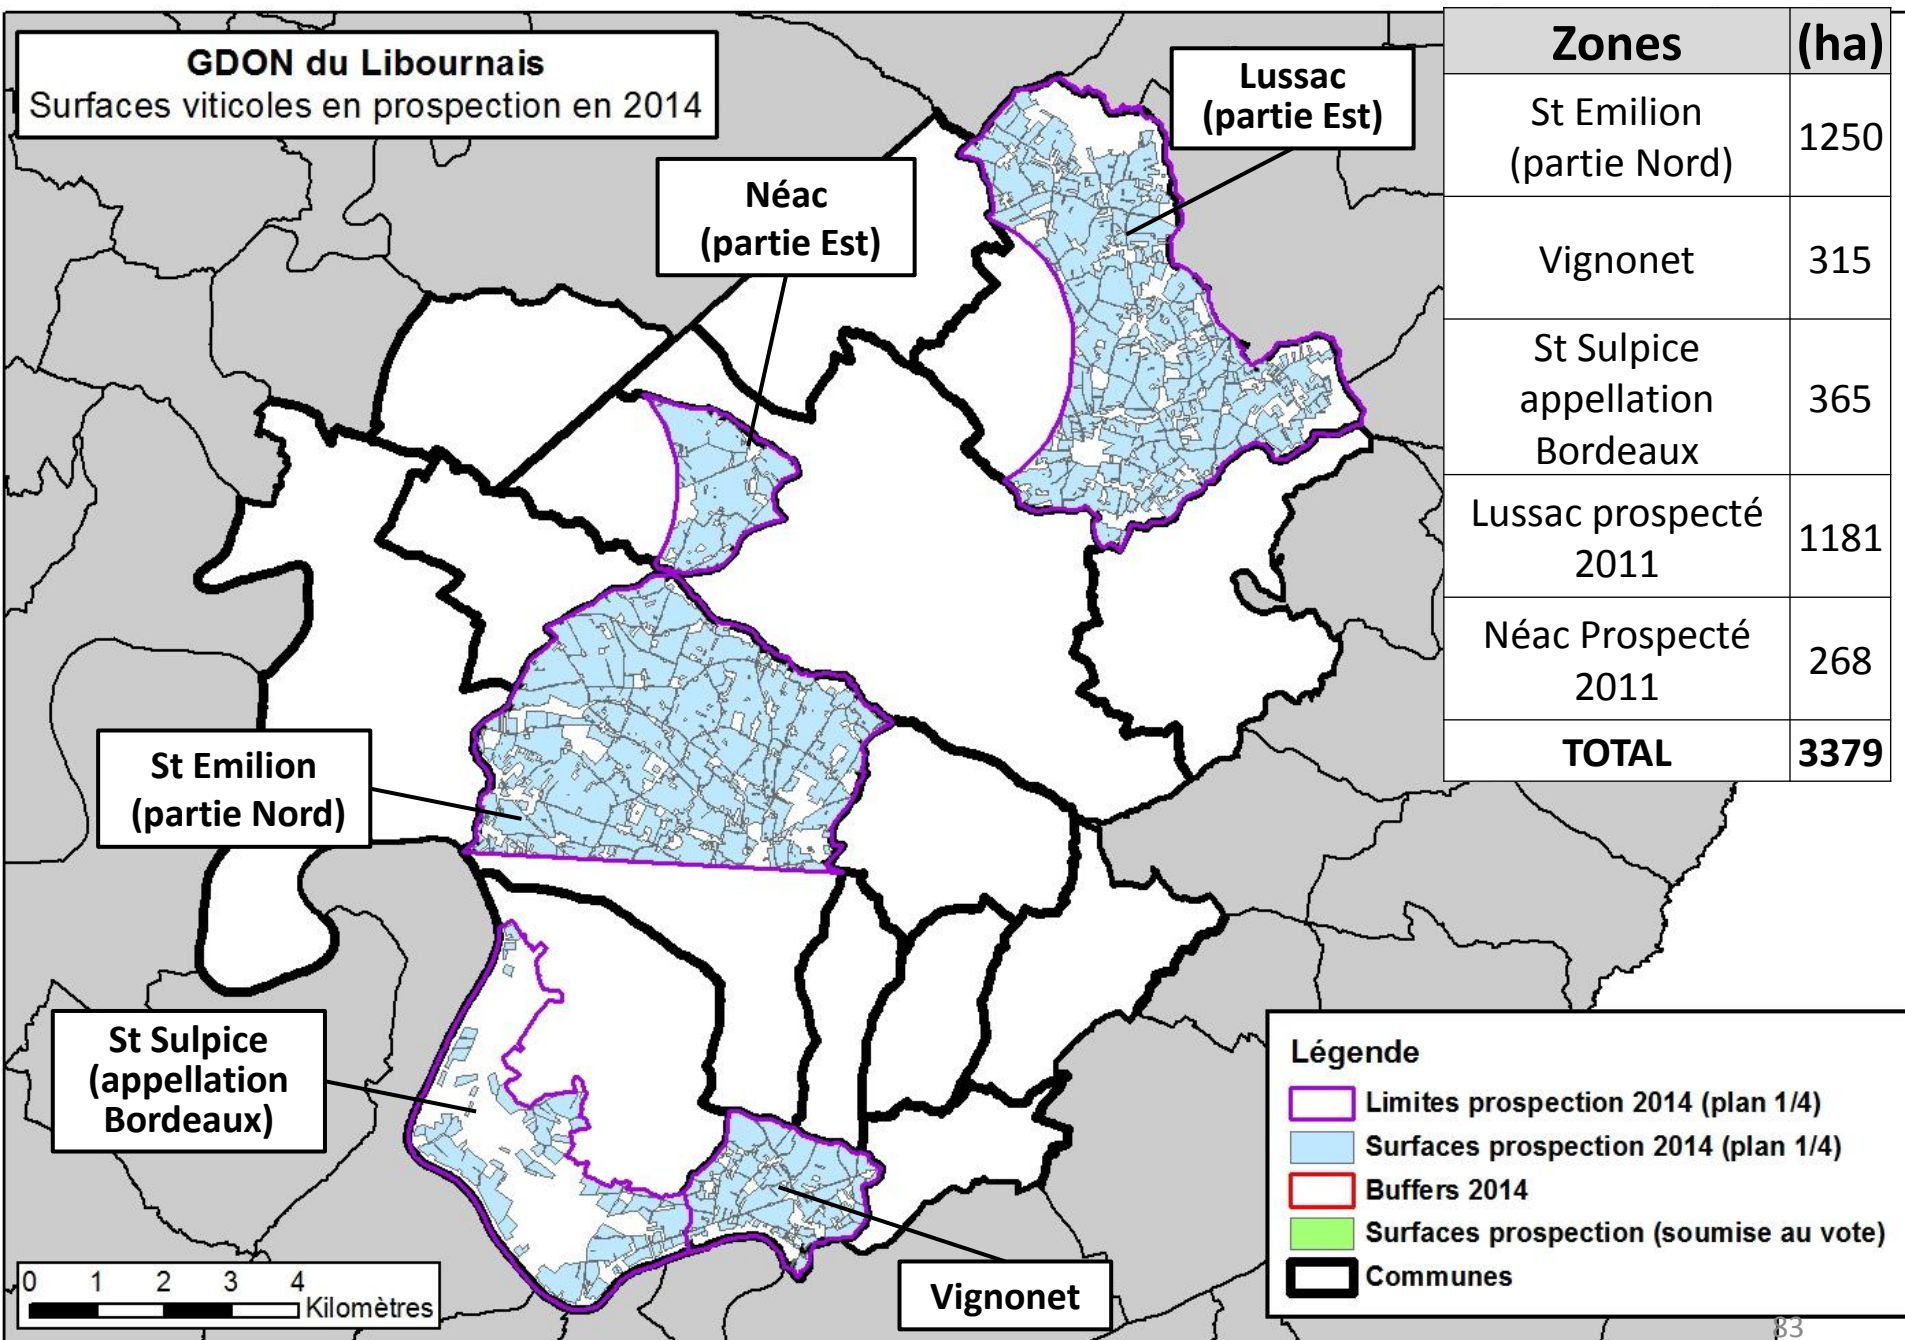 GDON du Libournais
Surfaces viticoles en prospection en 2014
Lussac
(partie Est)
Néac
(partie Est)
St Emilion
(partie Nord)
St Sulpice
(appellation
Bordeaux)
Vignonet
Zones (ha)
St Emilion
(partie Nord) 1250
Vignonet 315
St Sulpice
appellation
Bordeaux 365
Lussac prospecté
2011 1181
Néac Prospecté
2011 268
TOTAL 3379
Légende
Limites prospection 2014 (plan 1/4)
Surfaces prospection 2014 (plan 1/4)
Buffers 2014
Surfaces prospection (soumise au vote)
Communes
0 1 2 3 4
Kilomètres
83